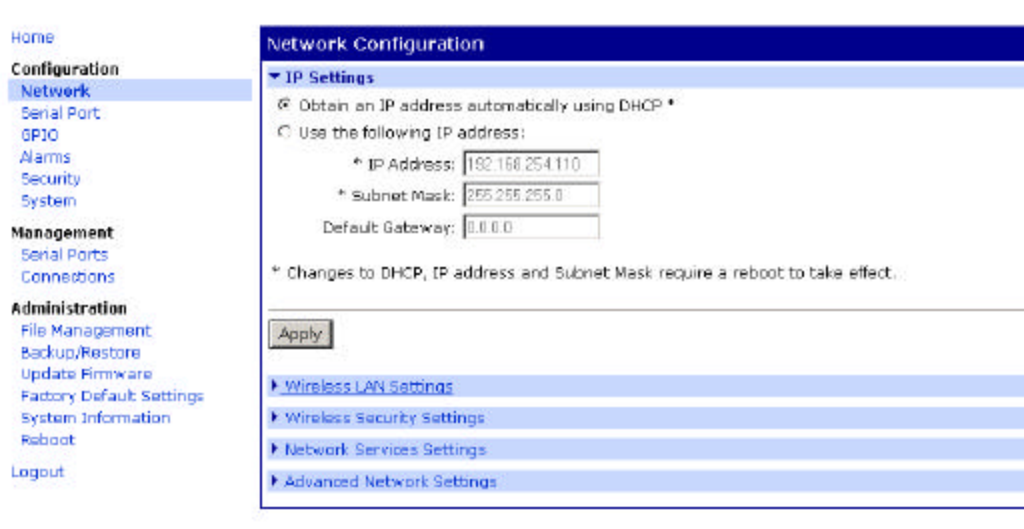 Home
Configuration
Network
Serial Port
GPIO
Alarms
Security
System
Management
Serial Ports
Connections
Administration
File Management
Backup/Restore
Update Firmware
Factory Default Settings
System Information
Reboot
Logout
Network Configuration
IP Settings
Obtain an IP address automatically using DHCP *
Use the following IP address:
* IP Address: 192.168.254.110
* Subnet Mask: 255.255.255.0
Default Gateway: 0.0.0.0
* Changes to DHCP, IP address and Subnet Mask require a reboot to take effect.
Apply
Wireless LAN Settings
Wireless Security Settings
Network Services Settings
Advanced Network Settings